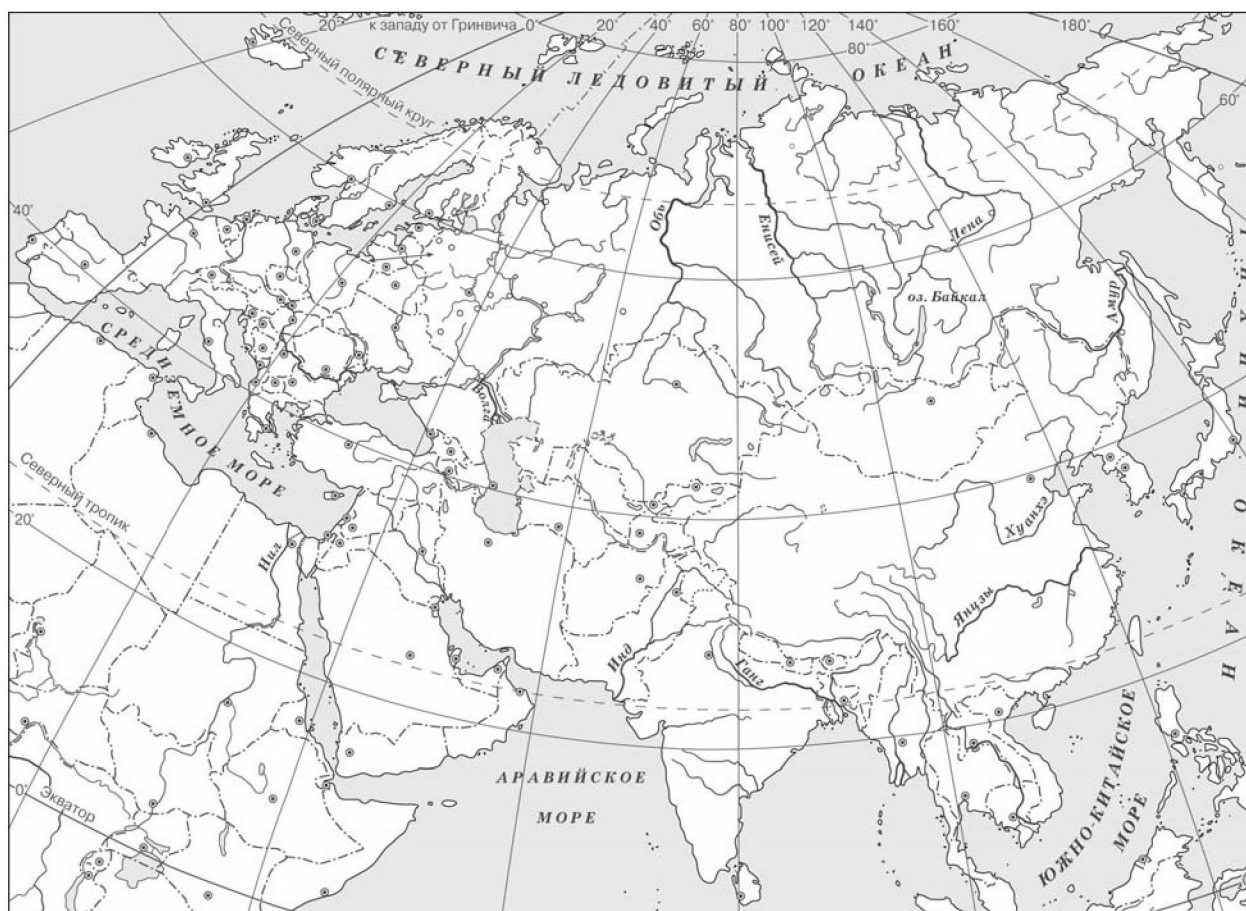 к западу от Гринвича
0°
20°
40°
60°
80°
100°
120°
140°
160°
180°
80°
60°
СЕВЕРНЫЙ ЛЕДОВИТЫЙ ОКЕАН
Северный полярный круг
40°
Обь
Енисей
Лена
оз. Байкал
Амур
ТИХИЙ ОКЕАН
СРЕДИЗЕМНОЕ МОРЕ
Волга
Северный тропик
20°
Нил
Хуанхэ
Янцзы
Инд
Ганг
АРАВИЙСКОЕ
МОРЕ
ЮЖНО-КИТАЙСКОЕ
МОРЕ
0°
Экватор